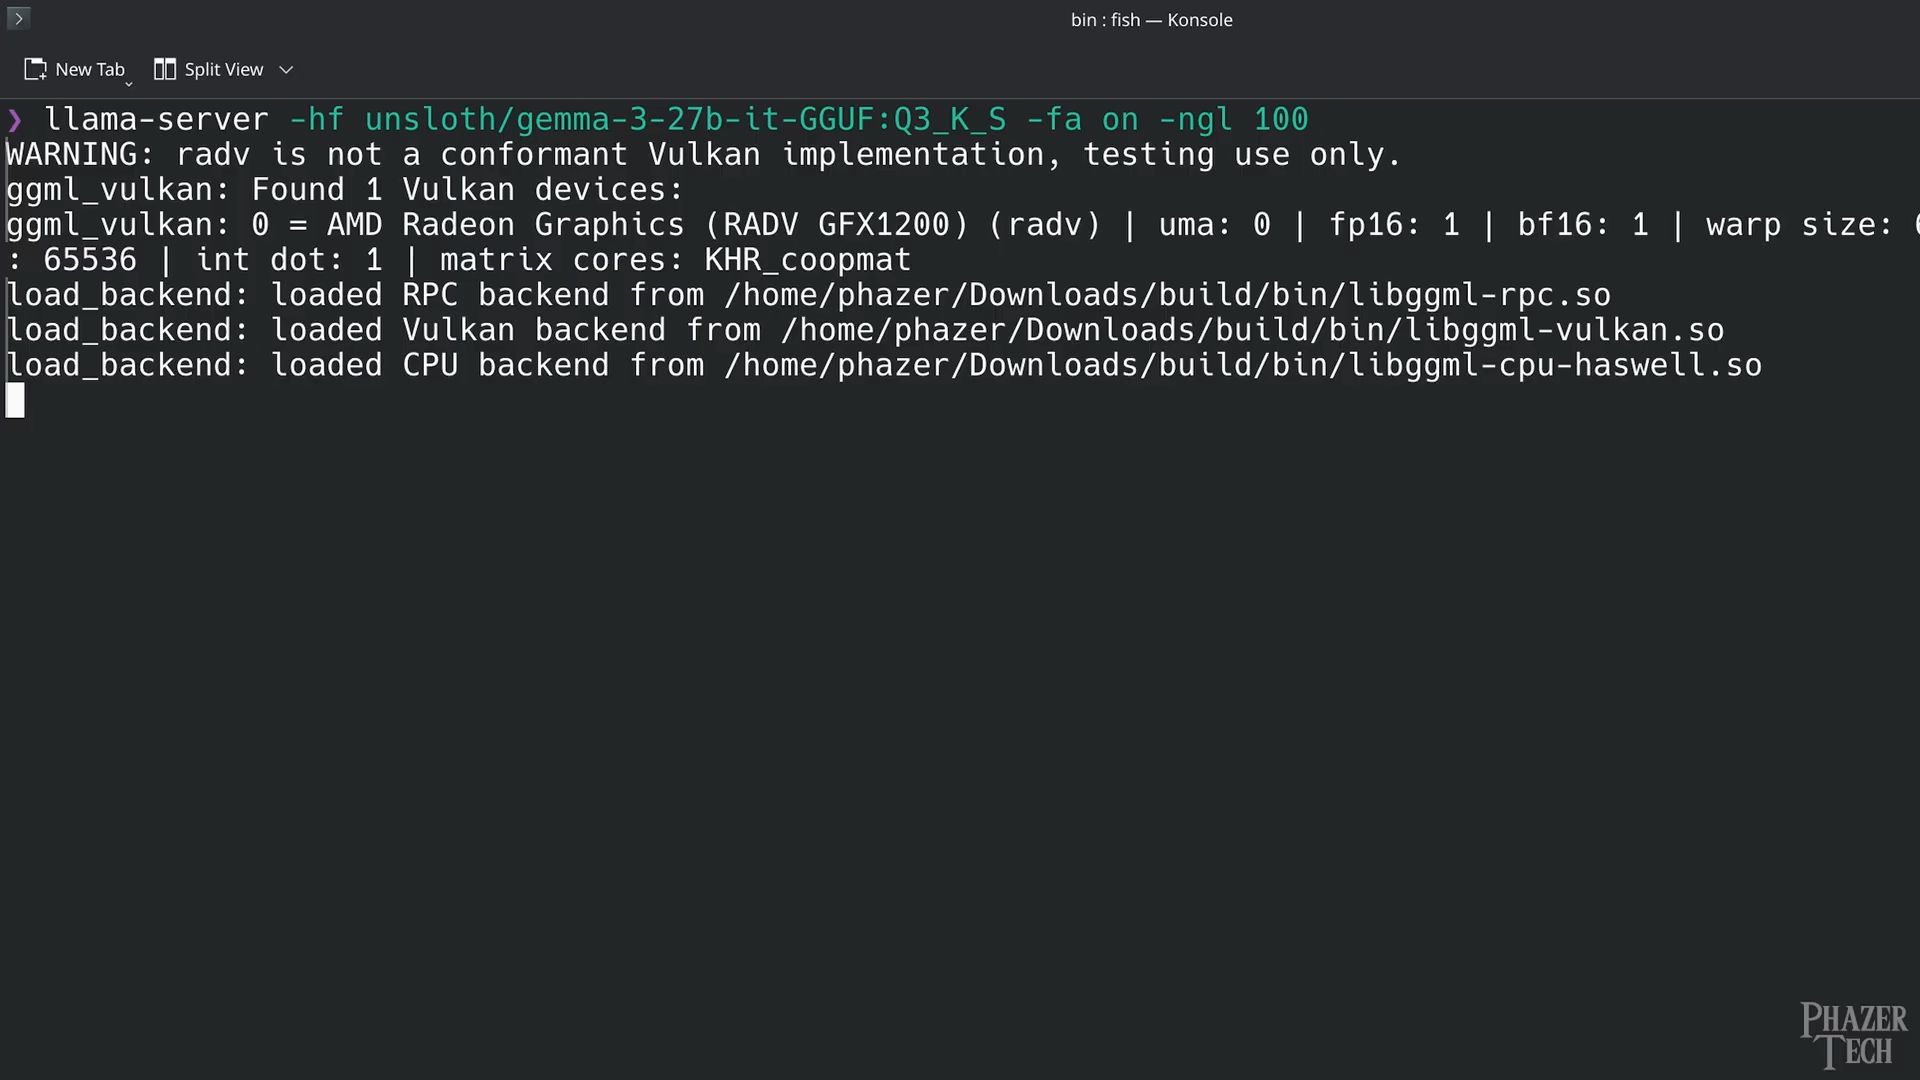 bin : fish — Konsole
New Tab Split View
❯ llama-server -hf unsloth/gemma-3-27b-it-GGUF:Q3_K_S -fa on -ngl 100
WARNING: radv is not a conformant Vulkan implementation, testing use only.
ggml_vulkan: Found 1 Vulkan devices:
ggml_vulkan: 0 = AMD Radeon Graphics (RADV GFX1200) (radv) | uma: 0 | fp16: 1 | bf16: 1 | warp size:
: 65536 | int dot: 1 | matrix cores: KHR_coopmat
load_backend: loaded RPC backend from /home/phazer/Downloads/build/bin/libggml-rpc.so
load_backend: loaded Vulkan backend from /home/phazer/Downloads/build/bin/libggml-vulkan.so
load_backend: loaded CPU backend from /home/phazer/Downloads/build/bin/libggml-cpu-haswell.so
PHAZER
TECH